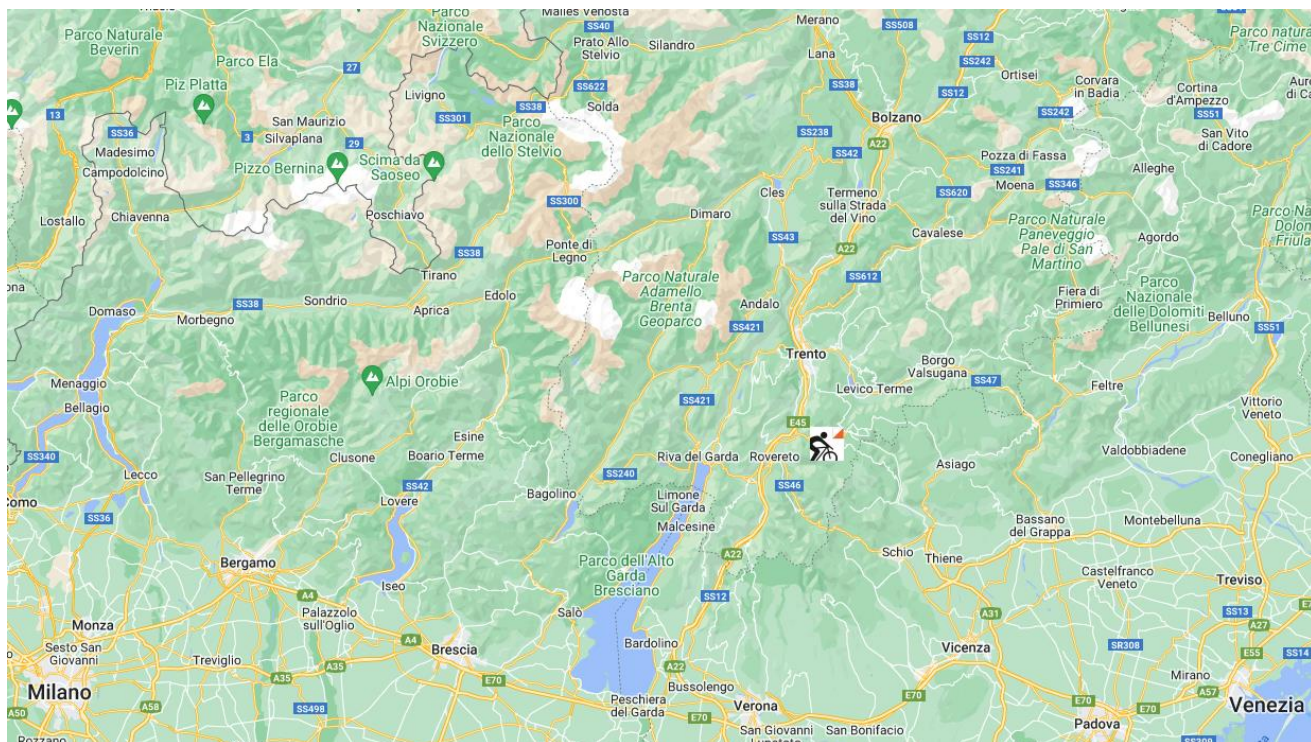 Parco Naturale
Beverin
Parco
Nazionale
Svizzero
Malles Venosta
SS40
Prato Allo
Stelvio
Silandro
Merano
Lana
SS508
SS12
SS242
Parco natura
Tre Cime
Parco Ela
Piz Platta
27
Livigno
SS38
SS622
Solda
SS38
Ortisei
SS12
Corvara
in Badia
Cortina
d'Ampezzo
Auro
di Ca
13
SS36
Madesimo
Campodolcino
San Maurizio
Silvaplana
3
29
SS301
Parco
Nazionale
dello Stelvio
Bolzano
A22
SS238
SS42
SS242
SS51
San Vito
di Cadore
Pizzo Bernina
Scima da
Saoseo
Pozza di Fassa
SS241
Moena
SS346
Alleghe
Lostallo
Chiavenna
Poschiavo
SS300
Dimaro
Cles
Termeno
sulla Strada
del Vino
SS620
Cavalese
Parco Naturale
Paneveggio
Pale di San
Martino
Agordo
Parco Na
Dolom
Friula
SS38
Ponte di
Legno
SS43
A22
SS612
ona
Tirano
Parco Naturale
Adamello
Brenta
Geoparco
Andalo
Fiera di
Primiero
Parco
Nazionale
delle Dolomiti
Bellunesi
Belluno
Domaso
SS38
Sondrio
Morbegno
Aprica
Edolo
SS421
SS51
Trento
Menaggio
Bellagio
Alpi Orobie
Parco
regionale
delle Orobie
Bergamasche
SS421
Levico Terme
Borgo
Valsugana
SS47
Feltre
Vittorio
Veneto
E45
SS340
Lecco
San Pellegrino
Terme
Clusone
Esine
Boario Terme
SS240
Riva del Garda
Rovereto
SS46
Asiago
Valdobbiadene
Conegliano
Como
SS36
SS42
Lovere
Bagolino
Limone
Sul Garda
Malcesine
Bassano
del Grappa
Montebelluna
Bergamo
A4
Iseo
Parco dell'Alto
Garda
Bresciano
A22
SS12
Schio
Thiene
Castelfranco
Veneto
Treviso
SS13
Monza
Sesto San
Giovanni
Palazzolo
sull'Oglio
A4
Salò
A31
A27
Treviglio
A35
A35
Brescia
Bardolino
Vicenza
SR308
E55
SS14
Milano
A50
A58
SS498
E70
Peschiera
del Garda
A22
Bussolengo
E70
Verona
E70
Mirano
A57
Venezia
Padova
E70
San Giovanni
San Bonifacio